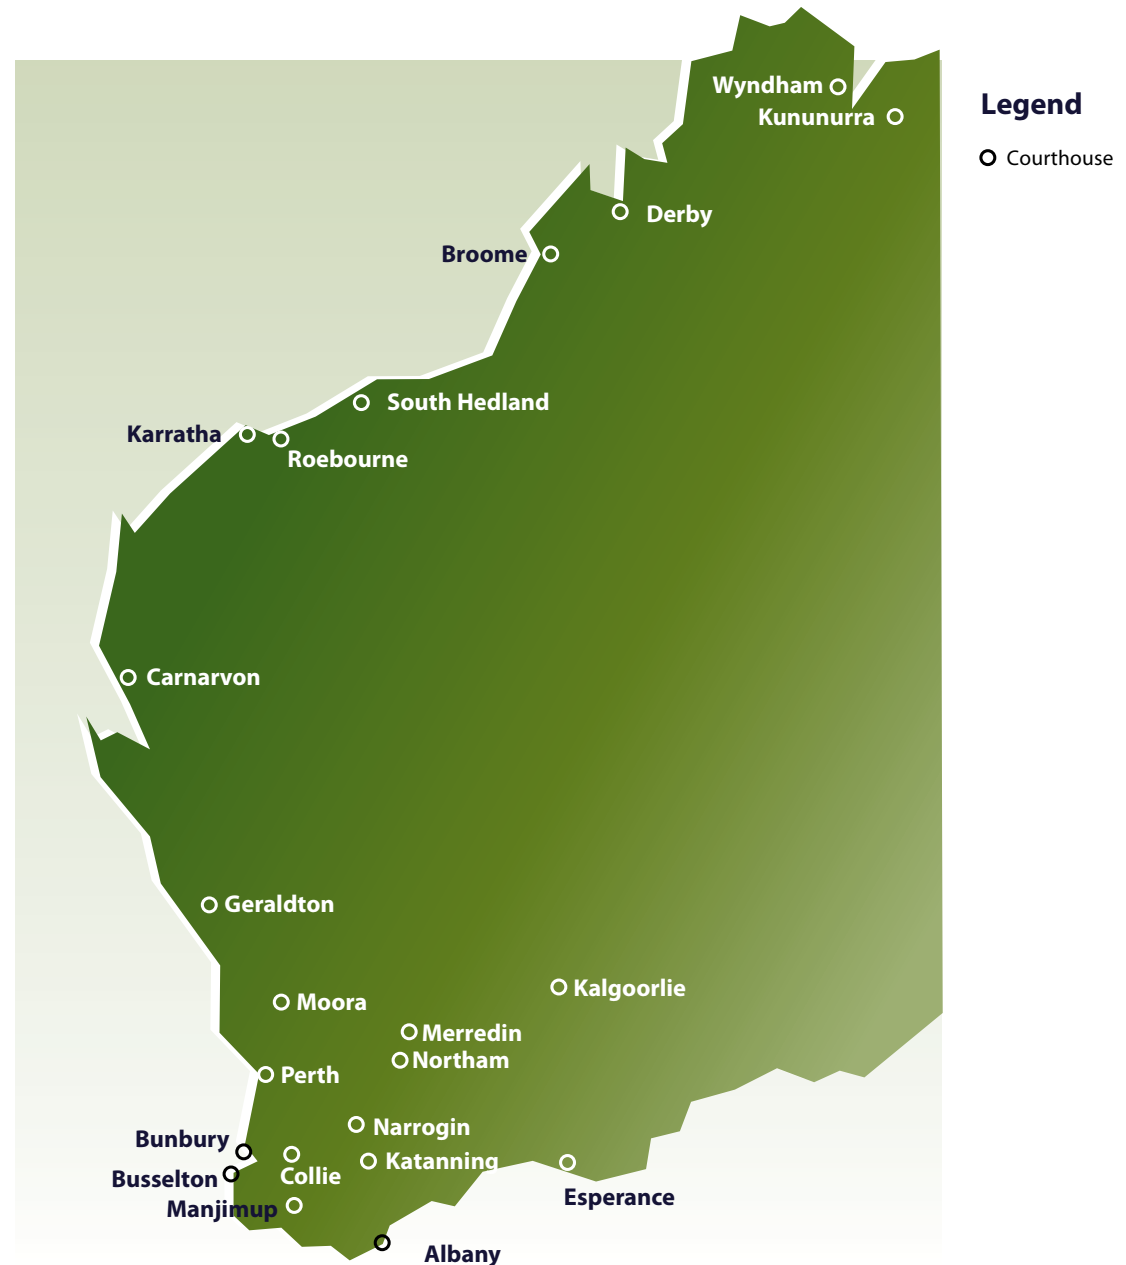 Wyndham
Legend
Kununurra
Courthouse
Derby
Broome
South Hedland
Karratha
Roebourne
Carnarvon
Geraldton
Kalgoorlie
Moora
Merredin
Northam
Perth
Narrogin
Bunbury
Katanning
Collie
Busselton
Esperance
Manjimup
Albany